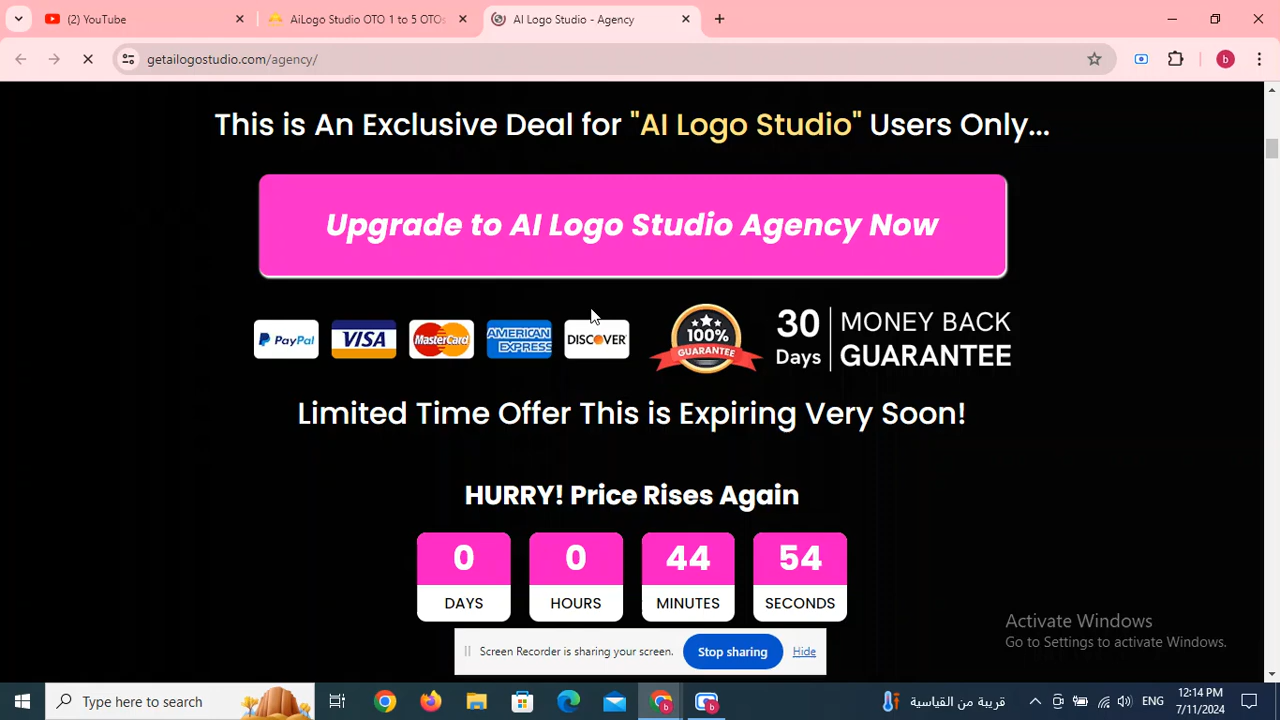 (2) YouTube
AiLogo Studio OTO 1 to 5 OTOs
AI Logo Studio - Agency
getailogostudio.com/agency/
b
This is An Exclusive Deal for "AI Logo Studio" Users Only...
Upgrade to AI Logo Studio Agency Now
PayPal
VISA
MasterCard
AMERICAN EXPRESS
DISCOVER
100%
GUARANTEE
30 Days
MONEY BACK
GUARANTEE
Limited Time Offer This is Expiring Very Soon!
HURRY! Price Rises Again
0 0 44 54
DAYS HOURS MINUTES SECONDS
Activate Windows
Go to Settings to activate Windows.
Screen Recorder is sharing your screen. Stop sharing Hide
Type here to search
قريبة من القياسية
ENG
12:14 PM
7/11/2024